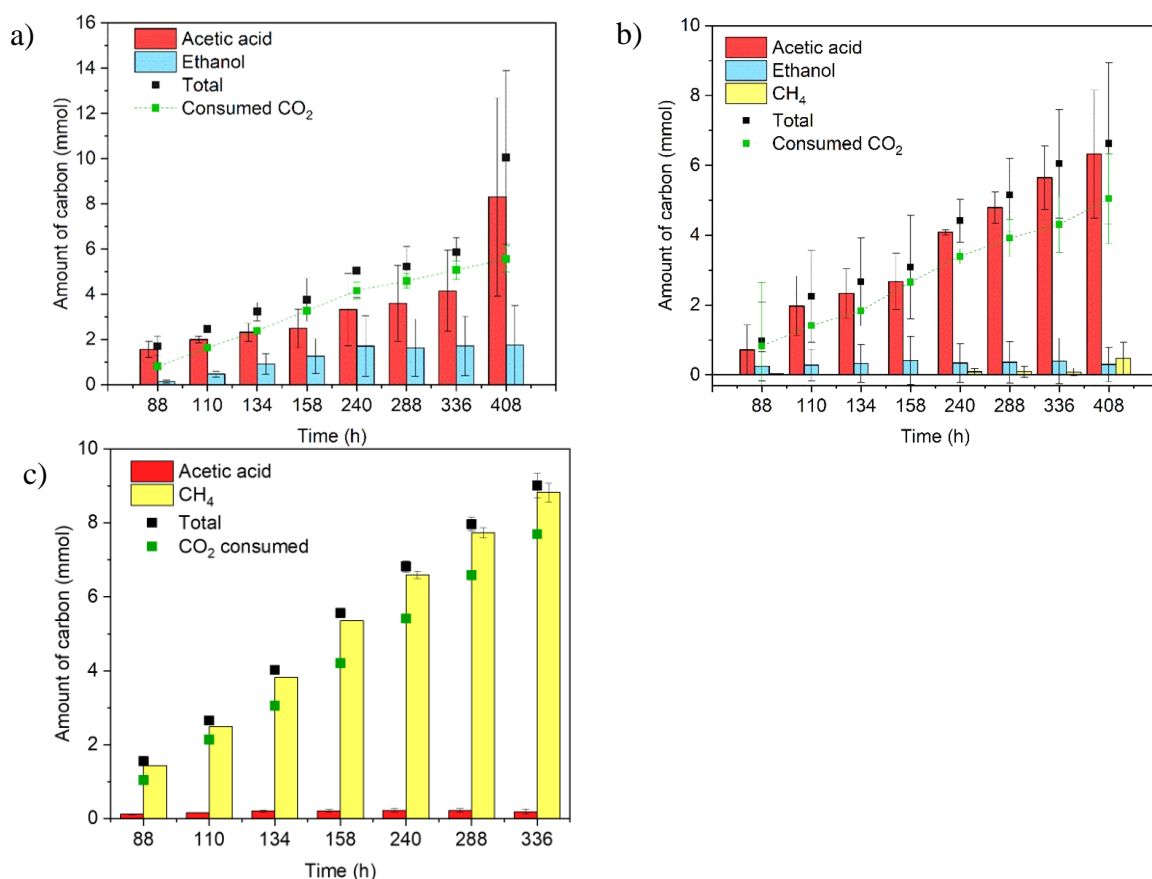 a)
Amount of carbon (mmol)
16
14
12
10
8
6
4
2
0
Acetic acid
Ethanol
Total
Consumed CO₂
88 110 134 158 240 288 336 408
Time (h)
b)
Amount of carbon (mmol)
10
8
6
4
2
0
Acetic acid
Ethanol
CH₄
Total
Consumed CO₂
88 110 134 158 240 288 336 408
Time (h)
c)
Amount of carbon (mmol)
10
8
6
4
2
0
Acetic acid
CH₄
Total
CO₂ consumed
88 110 134 158 240 288 336
Time (h)